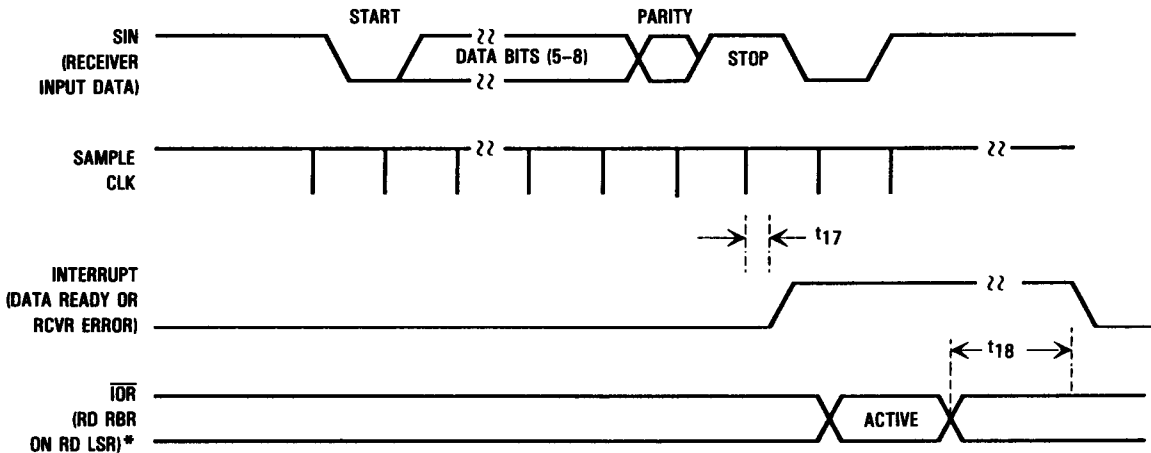 START
PARITY
SIN
(RECEIVER
INPUT DATA)
DATA BITS (5–8)
STOP
SAMPLE
CLK
t17
INTERRUPT
(DATA READY OR
RCVR ERROR)
t18
IOR
(RD RBR
ON RD LSR)*
ACTIVE